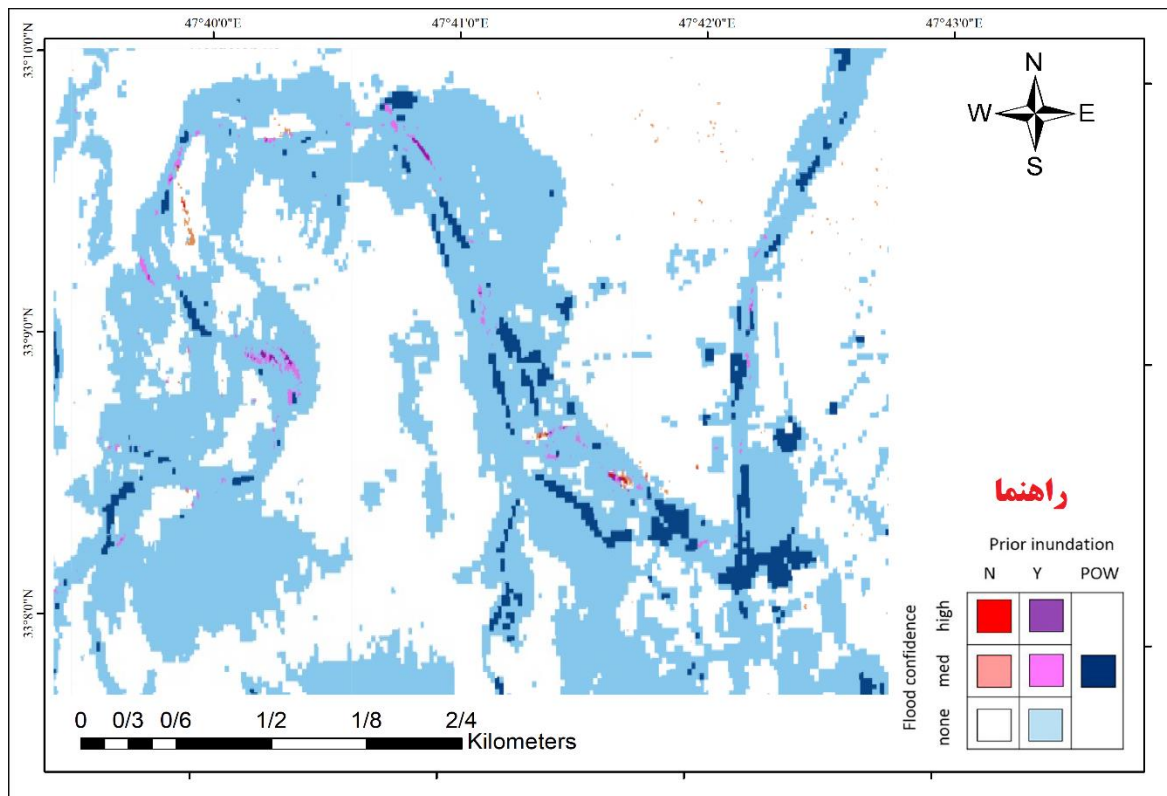 47°40'0"E 47°41'0"E 47°42'0"E 47°43'0"E
33°10'0"N
33°9'0"N
33°8'0"N
N
W E
S
راهنما
Prior inundation
N Y POW
Flood confidence
high
med
none
0 0/3 0/6 1/2 1/8 2/4
Kilometers